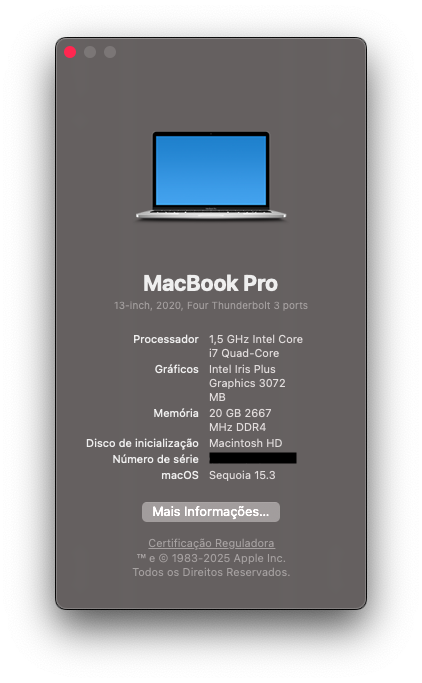 MacBook Pro
13-inch, 2020, Four Thunderbolt 3 ports
Processador 1,5 GHz Intel Core
i7 Quad-Core
Gráficos Intel Iris Plus
Graphics 3072
MB
Memória 20 GB 2667
MHz DDR4
Disco de inicialização Macintosh HD
Número de série
macOS Sequoia 15.3
Mais Informações...
Certificação Reguladora
™ e © 1983-2025 Apple Inc.
Todos os Direitos Reservados.